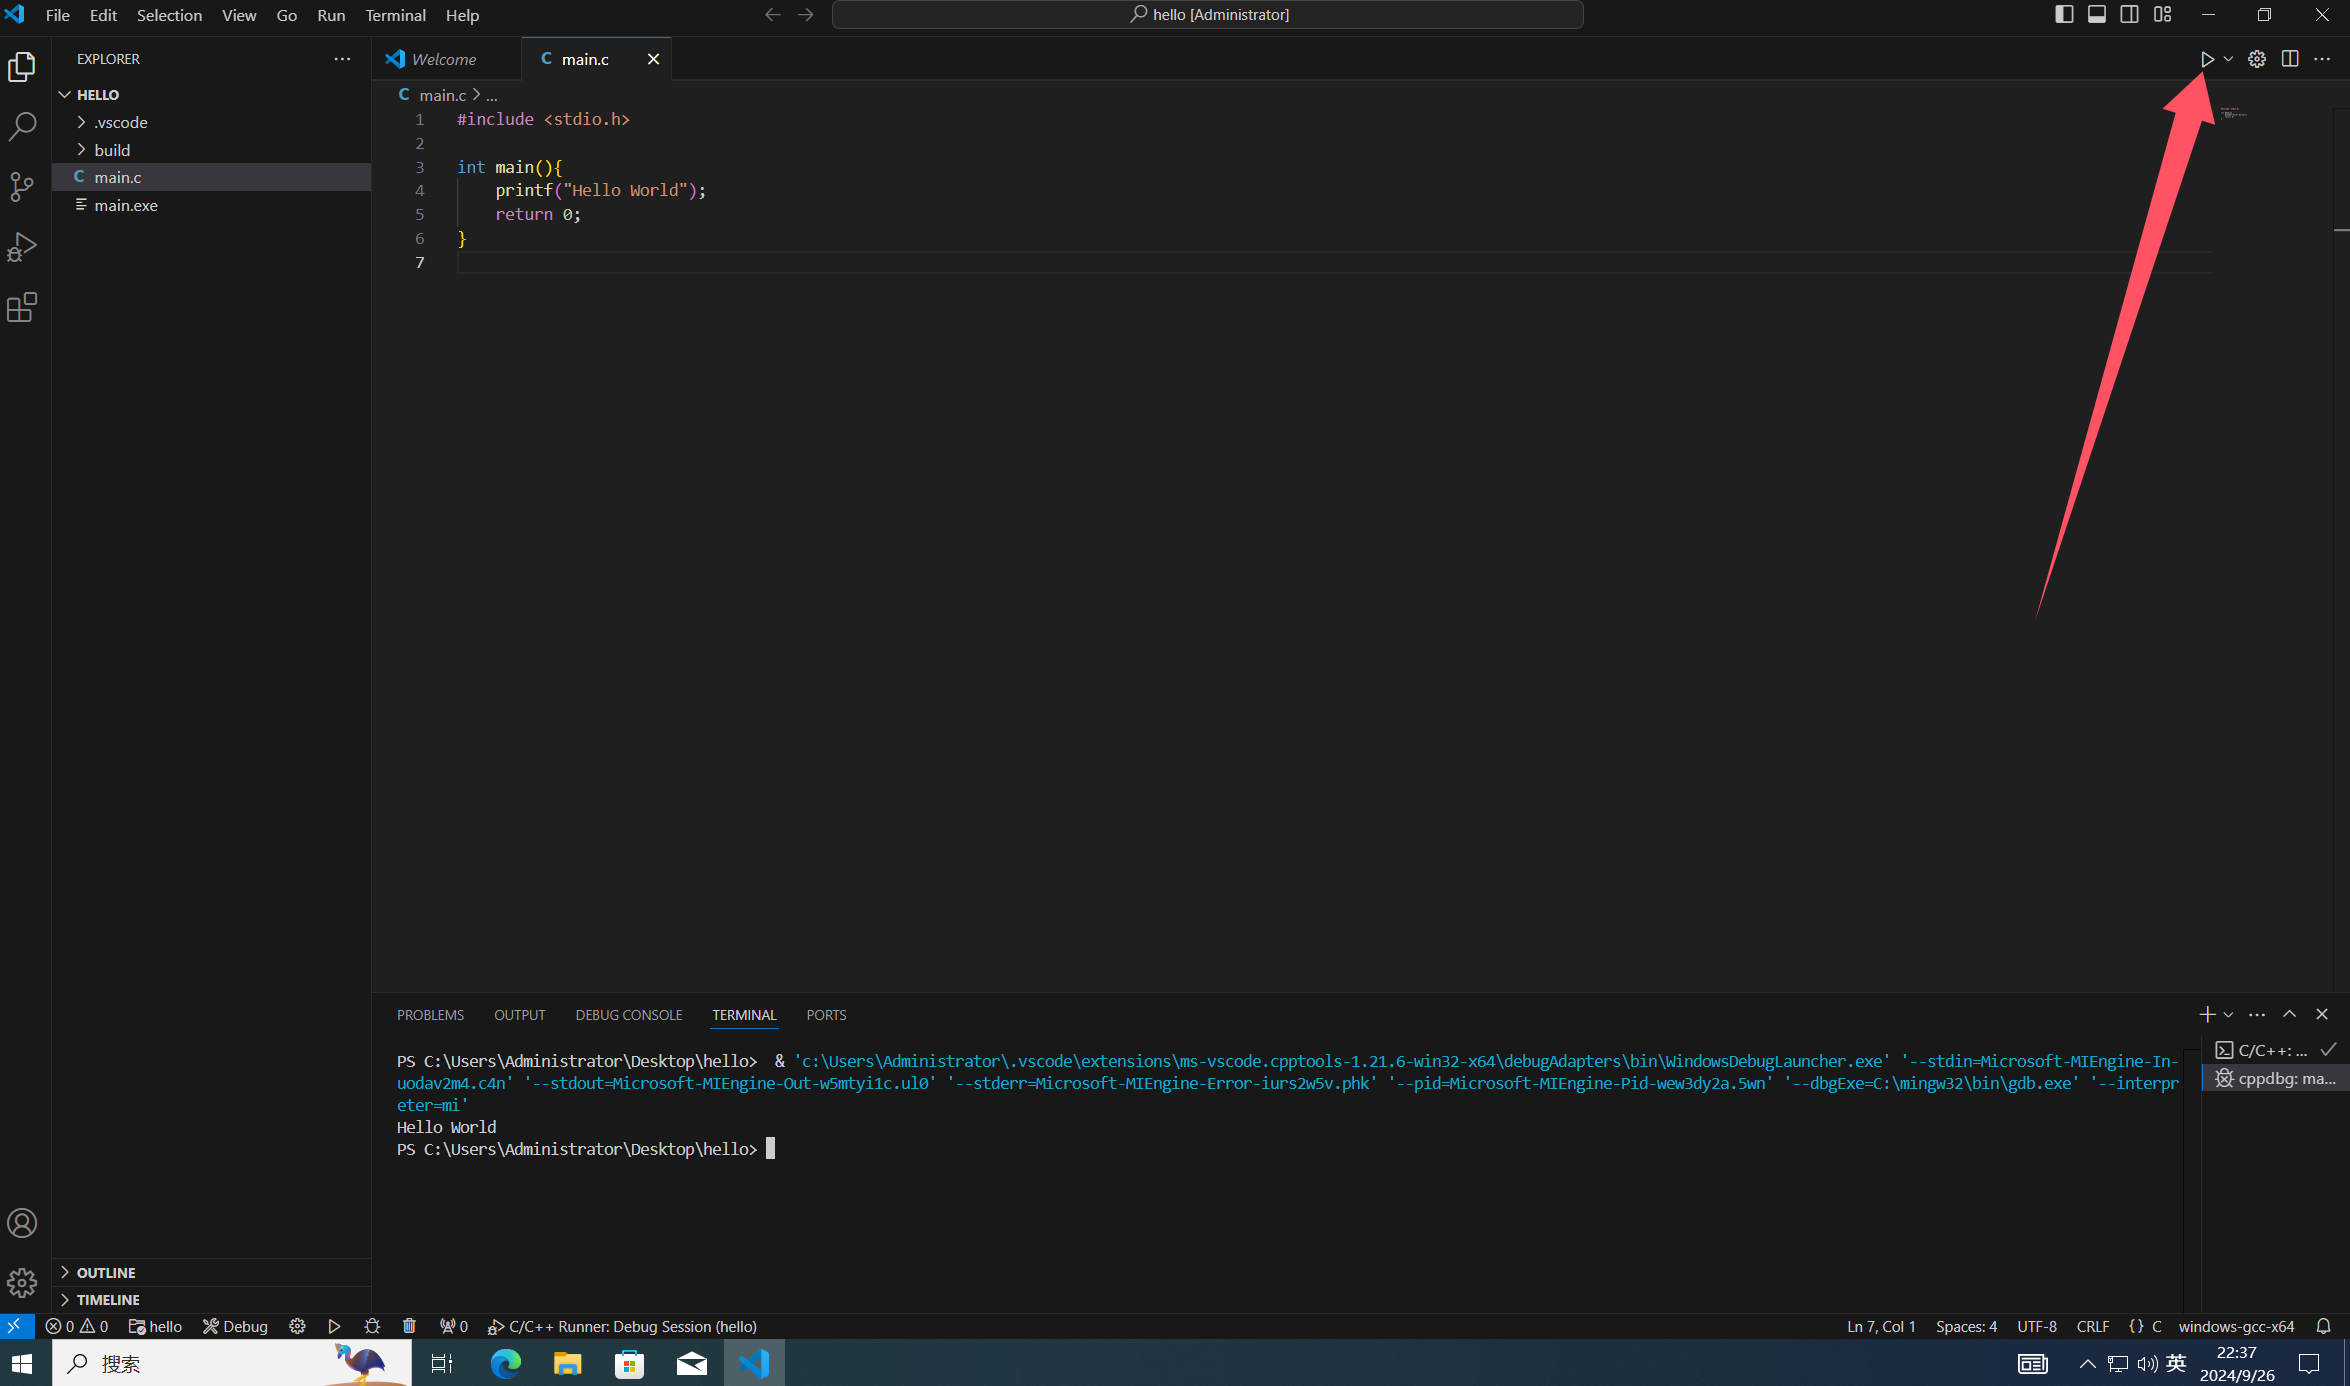 File Edit Selection View Go Run Terminal Help
hello [Administrator]
EXPLORER
Welcome
C main.c
HELLO
C main.c > ...
.vscode
build
C main.c
main.exe
1 #include <stdio.h>
2
3 int main(){
4 printf("Hello World");
5 return 0;
6 }
7
PROBLEMS OUTPUT DEBUG CONSOLE TERMINAL PORTS
PS C:\Users\Administrator\Desktop\hello>  & 'c:\Users\Administrator\.vscode\extensions\ms-vscode.cpptools-1.21.6-win32-x64\debugAdapters\bin\WindowsDebugLauncher.exe' '--stdin=Microsoft-MIEngine-In-
uodav2m4.c4n' '--stdout=Microsoft-MIEngine-Out-w5mtyi1c.ul0' '--stderr=Microsoft-MIEngine-Error-iurs2w5v.phk' '--pid=Microsoft-MIEngine-Pid-wew3dy2a.5wn' '--dbgExe=C:\mingw32\bin\gdb.exe' '--interpr
eter=mi'
Hello World
PS C:\Users\Administrator\Desktop\hello>
C/C++: ...
cppdbg: ma...
OUTLINE
TIMELINE
0 0 hello Debug 0 C/C++ Runner: Debug Session (hello)
Ln 7, Col 1 Spaces: 4 UTF-8 CRLF {} C windows-gcc-x64
搜索
英
22:37
2024/9/26